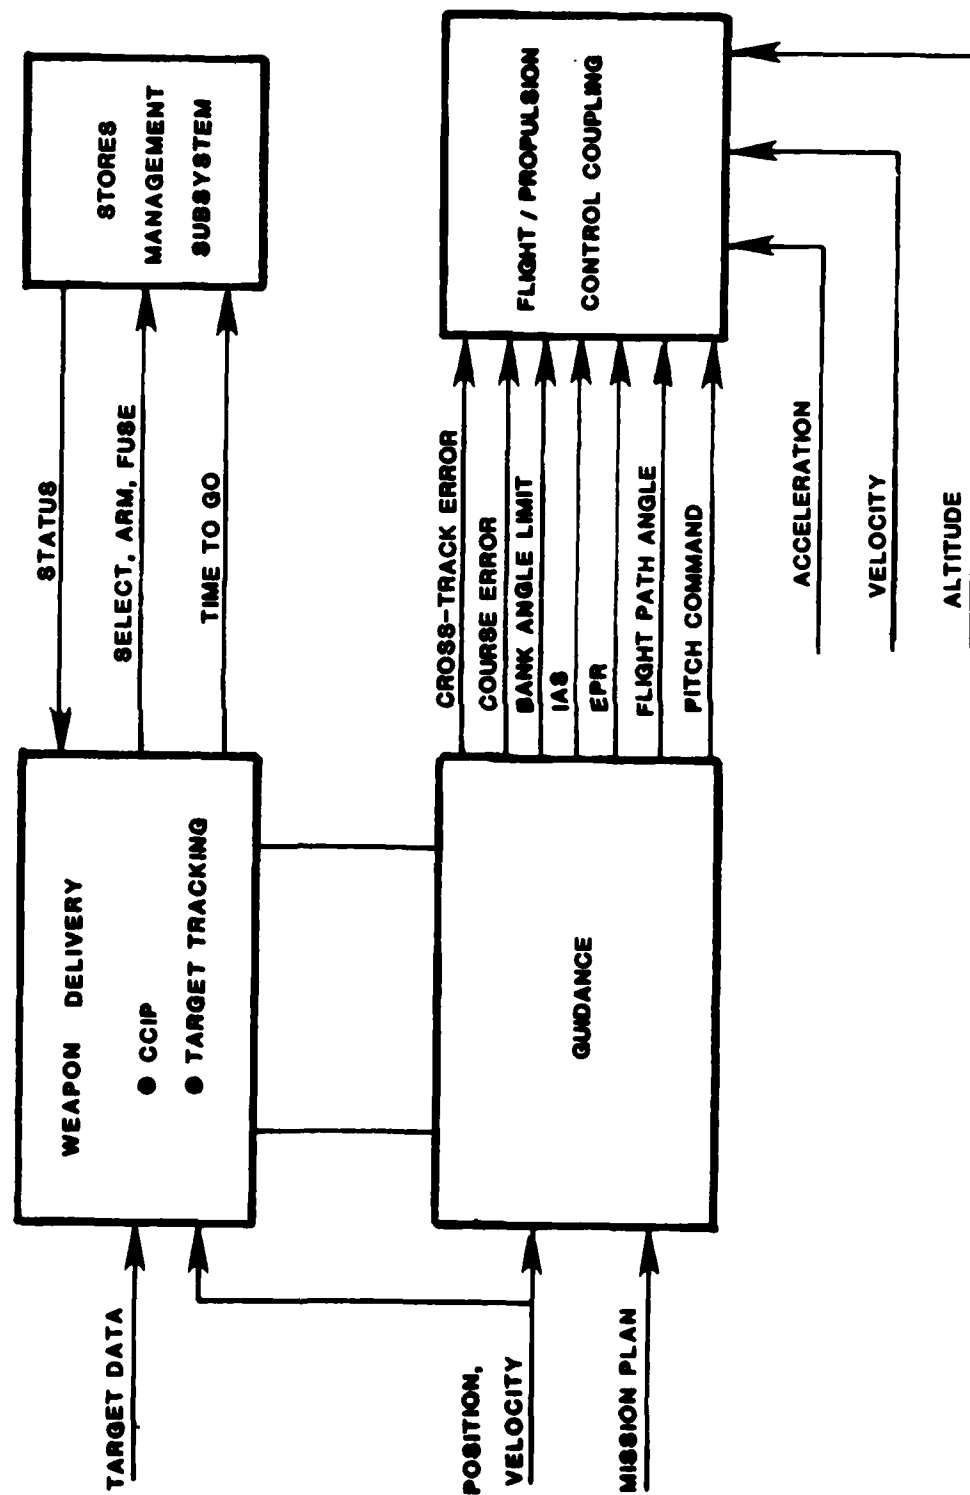 TARGET DATA
POSITION,
VELOCITY
MISSION PLAN
WEAPON DELIVERY
● CCIP
● TARGET TRACKING
GUIDANCE
STATUS
SELECT, ARM, FUSE
TIME TO GO
CROSS-TRACK ERROR
COURSE ERROR
BANK ANGLE LIMIT
IAS
EPR
FLIGHT PATH ANGLE
PITCH COMMAND
STORES
MANAGEMENT
SUBSYSTEM
FLIGHT / PROPULSION
CONTROL COUPLING
ACCELERATION
VELOCITY
ALTITUDE